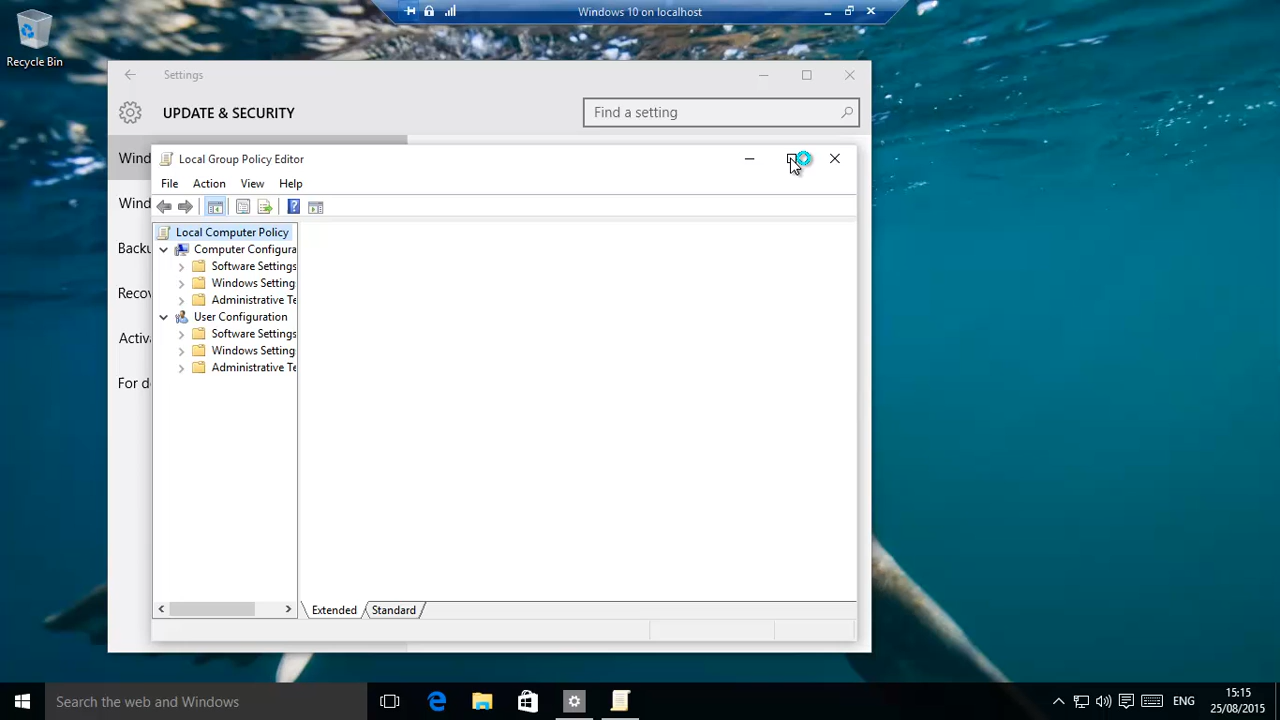 Windows 10 on localhost
Recycle Bin
Settings
UPDATE & SECURITY
Find a setting
Wind
Wind
Backu
Recov
Activa
For de
Local Group Policy Editor
File Action View Help
Local Computer Policy
Computer Configura
Software Settings
Windows Setting
Administrative Te
User Configuration
Software Settings
Windows Setting
Administrative Te
Extended
Standard
Search the web and Windows
ENG
15:15
25/08/2015